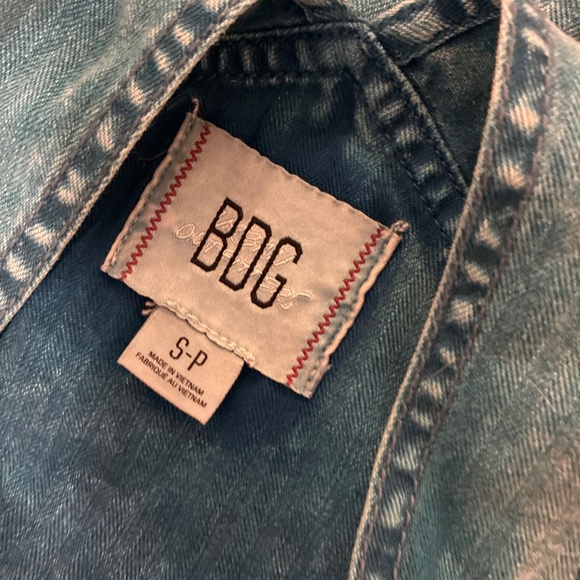 BDG
S-P
MADE IN VIETNAM
FABRIQUÉ AU VIETNAM